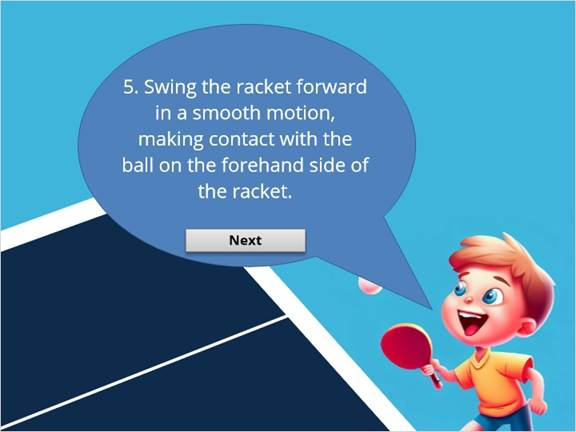 5. Swing the racket forward
in a smooth motion,
making contact with the
ball on the forehand side of
the racket.
Next